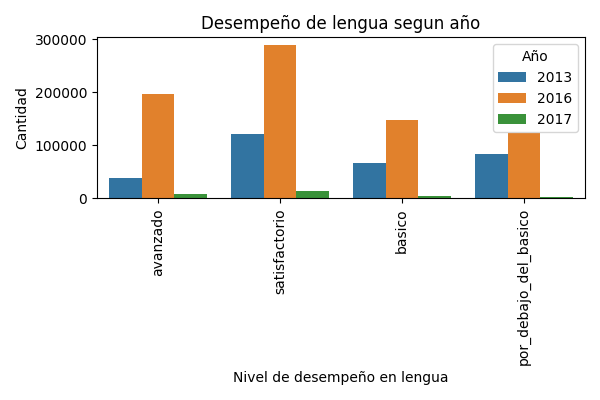 Desempeño de lengua segun año
Cantidad
300000
200000
100000
0
Año
2013
2016
2017
avanzado
satisfactorio
basico
por_debajo_del_basico
Nivel de desempeño en lengua